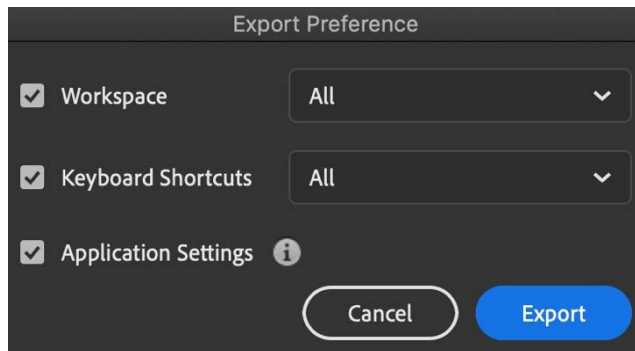 Export Preference
Workspace All
Keyboard Shortcuts All
Application Settings i
Cancel Export